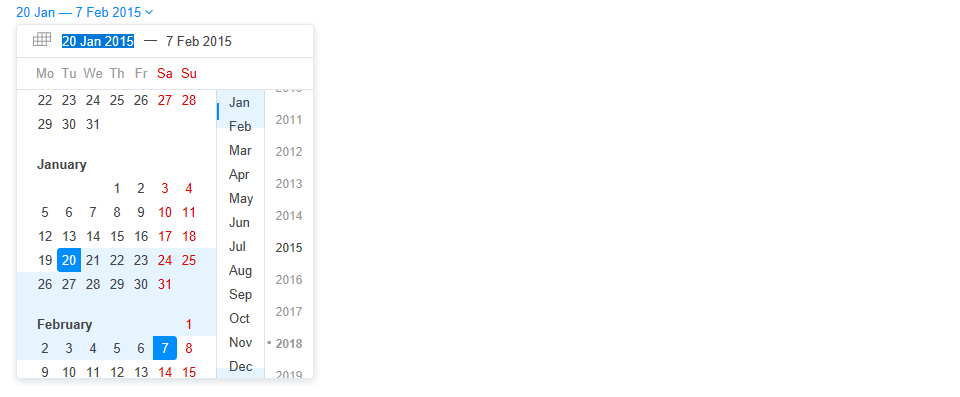 20 Jan — 7 Feb 2015
20 Jan 2015 — 7 Feb 2015
Mo Tu We Th Fr Sa Su
22 23 24 25 26 27 28
29 30 31
January
1 2 3 4
5 6 7 8 9 10 11
12 13 14 15 16 17 18
19 20 21 22 23 24 25
26 27 28 29 30 31
February 1
2 3 4 5 6 7 8
9 10 11 12 13 14 15
Jan
Feb
Mar
Apr
May
Jun
Jul
Aug
Sep
Oct
Nov
Dec
2010
2011
2012
2013
2014
2015
2016
2017
• 2018
2019